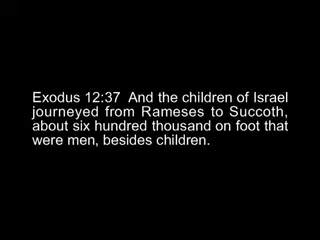 Exodus 12:37 And the children of Israel
journeyed from Rameses to Succoth,
about six hundred thousand on foot that
were men, besides children.